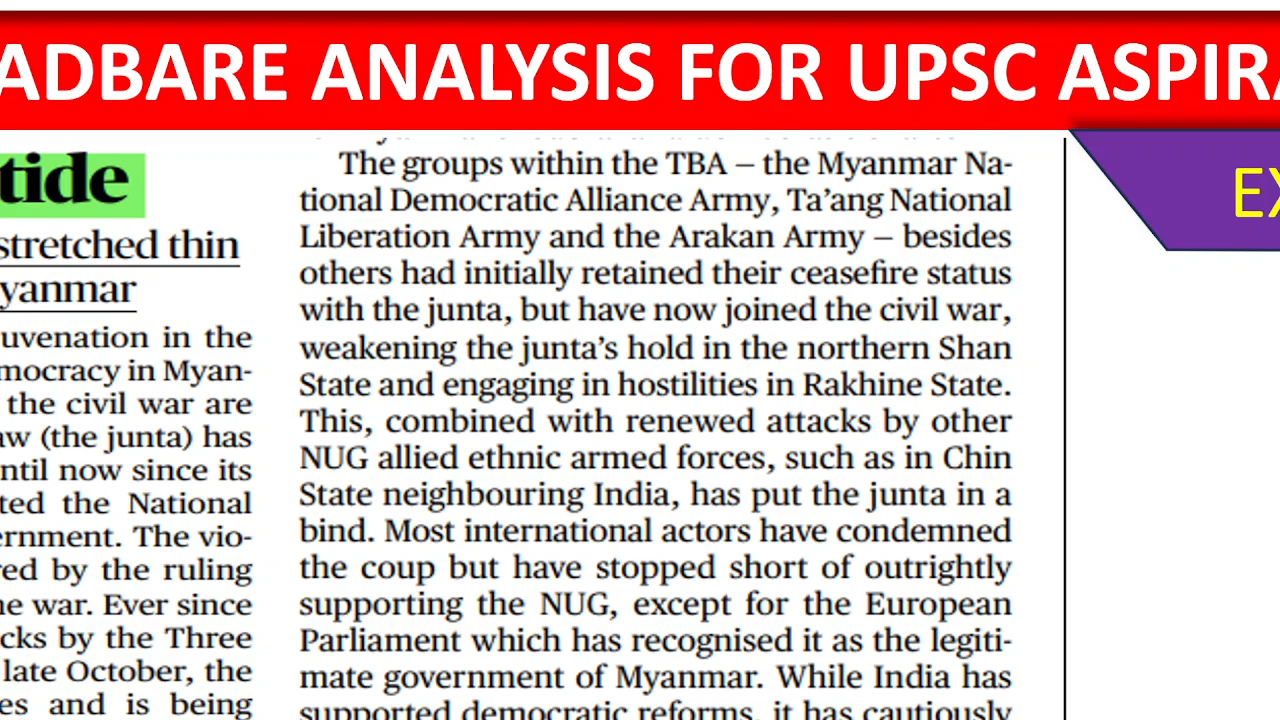 ADBARE ANALYSIS FOR UPSC ASPIRA
EX
tide
stretched thin
yanmar
uvenation in the
mocracy in Myan-
the civil war are
aw (the junta) has
ntil now since its
ted the National
ernment. The vio-
ed by the ruling
e war. Ever since
cks by the Three
late October, the
es and is being
The groups within the TBA – the Myanmar Na-
tional Democratic Alliance Army, Ta’ang National
Liberation Army and the Arakan Army – besides
others had initially retained their ceasefire status
with the junta, but have now joined the civil war,
weakening the junta’s hold in the northern Shan
State and engaging in hostilities in Rakhine State.
This, combined with renewed attacks by other
NUG allied ethnic armed forces, such as in Chin
State neighbouring India, has put the junta in a
bind. Most international actors have condemned
the coup but have stopped short of outrightly
supporting the NUG, except for the European
Parliament which has recognised it as the legiti-
mate government of Myanmar. While India has
supported democratic reforms, it has cautiously